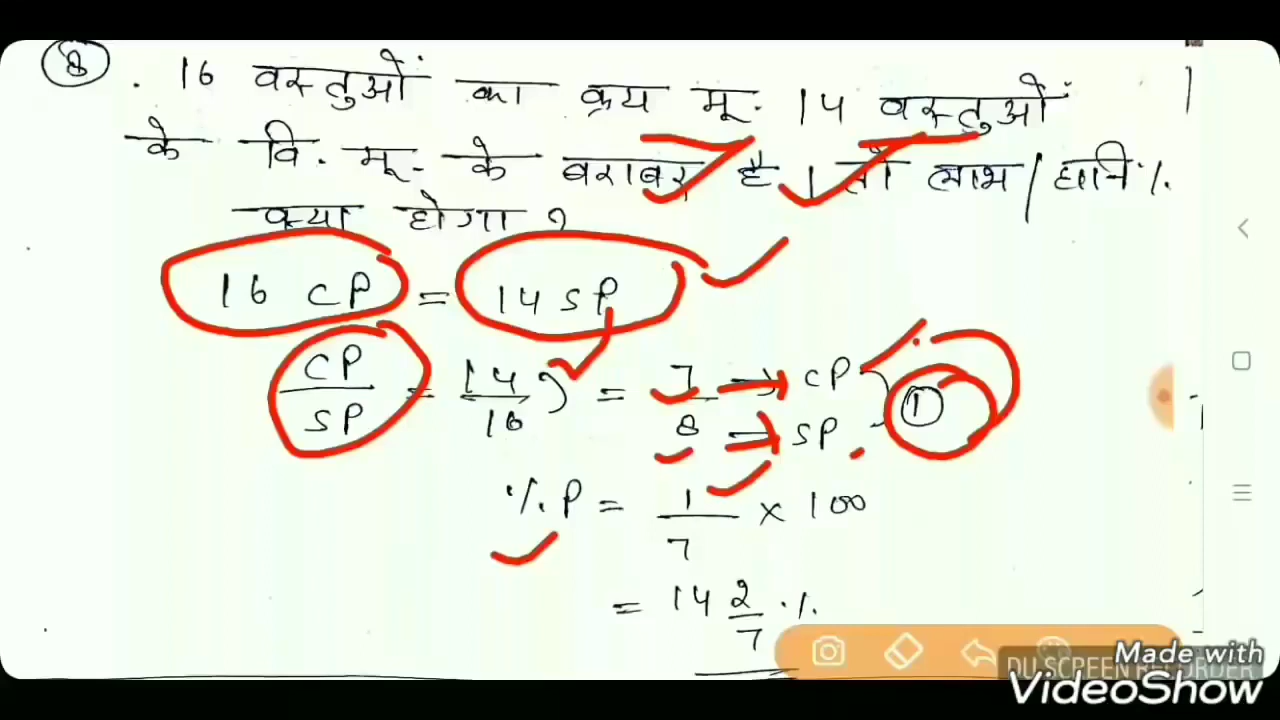 8 . 16 वस्तुओं का क्रय मू. 14 वस्तुओं
के वि. मू. के बराबर है । तो लाभ/हानि %
क्या होगा ?
16 CP = 14 SP
CP/SP = 14/16 = 7/8 → CP → SP 1
% P = 1/7 × 100
= 14 2/7 %
Made with
DU SCREEN RECORDER
VideoShow